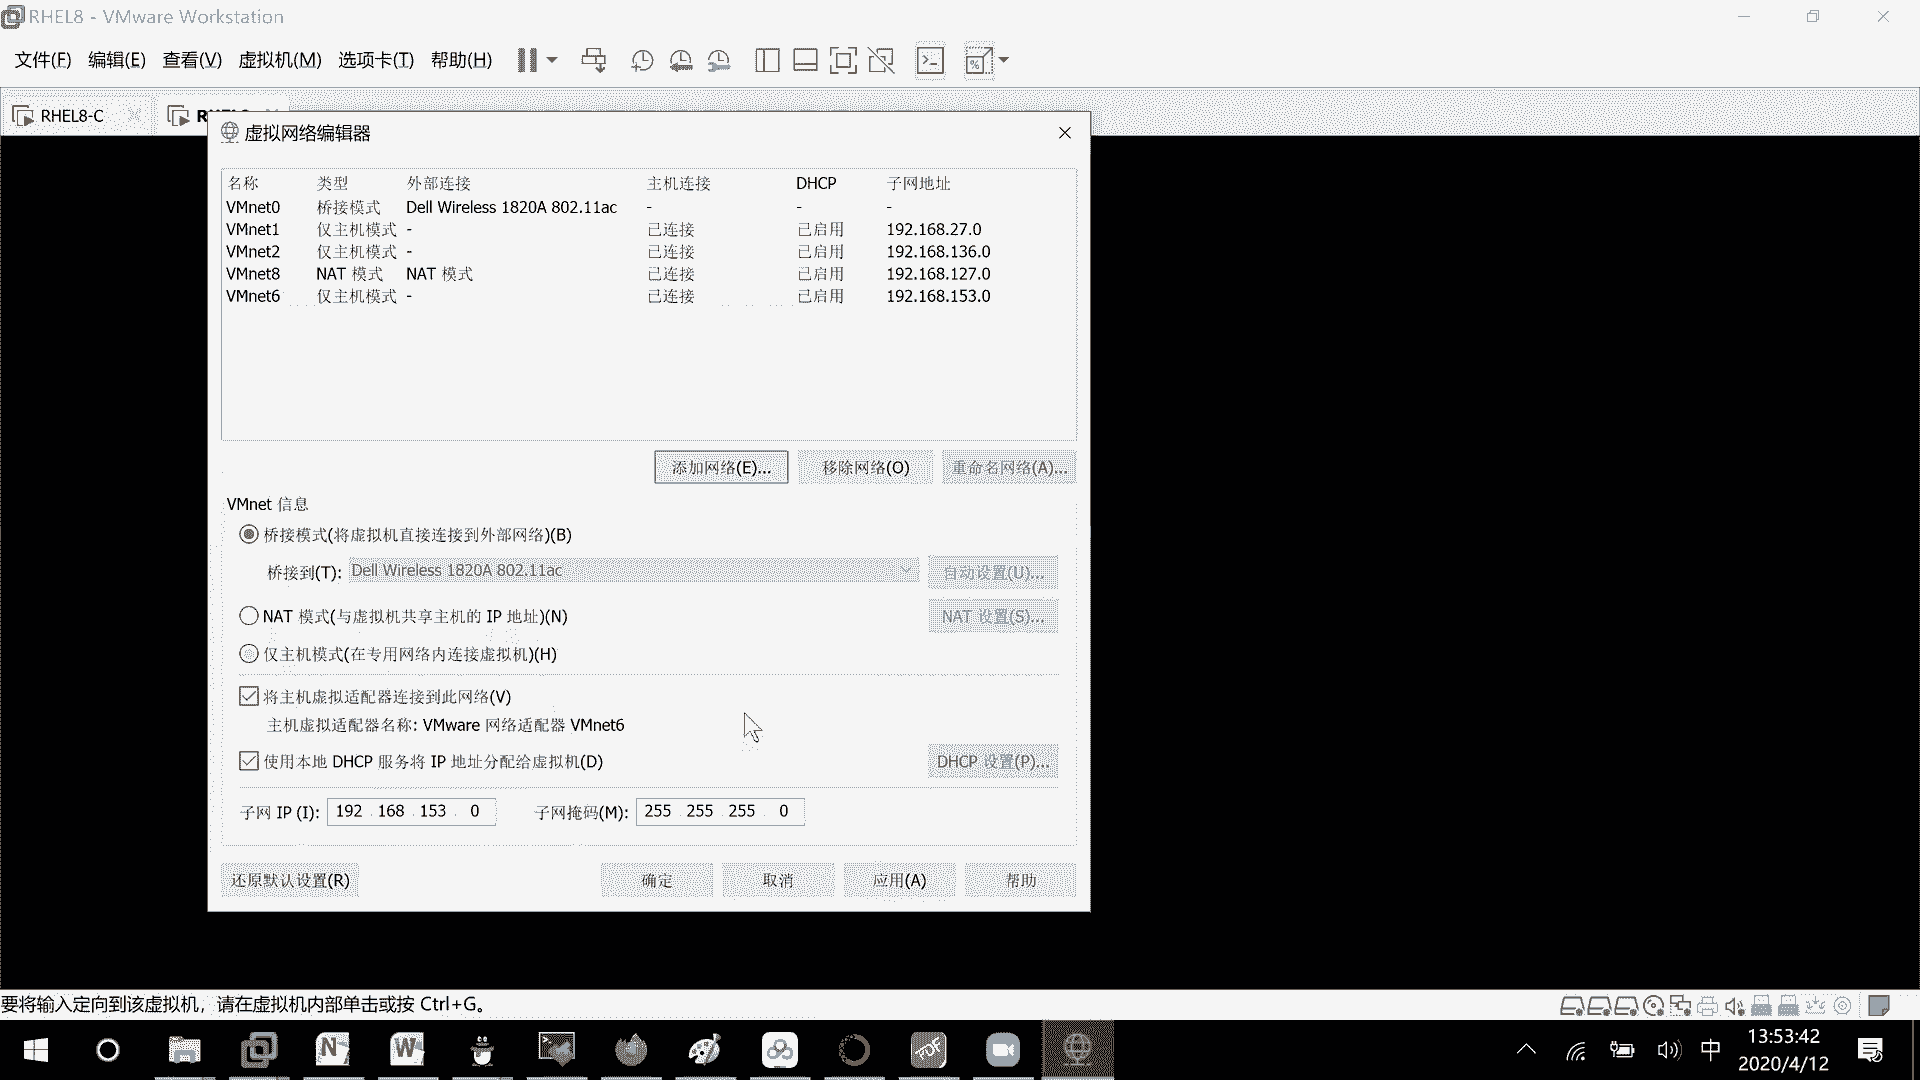 RHEL8 - VMware Workstation
文件(F) 编辑(E) 查看(V) 虚拟机(M) 选项卡(T) 帮助(H)
RHEL8-C
虚拟网络编辑器
名称 类型 外部连接 主机连接 DHCP 子网地址
VMnet0 桥接模式 Dell Wireless 1820A 802.11ac - - -
VMnet1 仅主机模式 - 已连接 已启用 192.168.27.0
VMnet2 仅主机模式 - 已连接 已启用 192.168.136.0
VMnet8 NAT 模式 NAT 模式 已连接 已启用 192.168.127.0
VMnet6 仅主机模式 - 已连接 已启用 192.168.153.0
添加网络(E)... 移除网络(O) 重命名网络(A)...
VMnet 信息
桥接模式(将虚拟机直接连接到外部网络)(B)
桥接到(T): Dell Wireless 1820A 802.11ac 自动设置(U)...
NAT 模式(与虚拟机共享主机的 IP 地址)(N) NAT 设置(S)...
仅主机模式(在专用网络内连接虚拟机)(H)
将主机虚拟适配器连接到此网络(V)
主机虚拟适配器名称: VMware 网络适配器 VMnet6
使用本地 DHCP 服务将 IP 地址分配给虚拟机(D) DHCP 设置(P)...
子网 IP (I): 192 . 168 . 153 . 0 子网掩码(M): 255 . 255 . 255 . 0
还原默认设置(R) 确定 取消 应用(A) 帮助
要将输入定向到该虚拟机，请在虚拟机内部单击或按 Ctrl+G。
中 13:53:42
2020/4/12